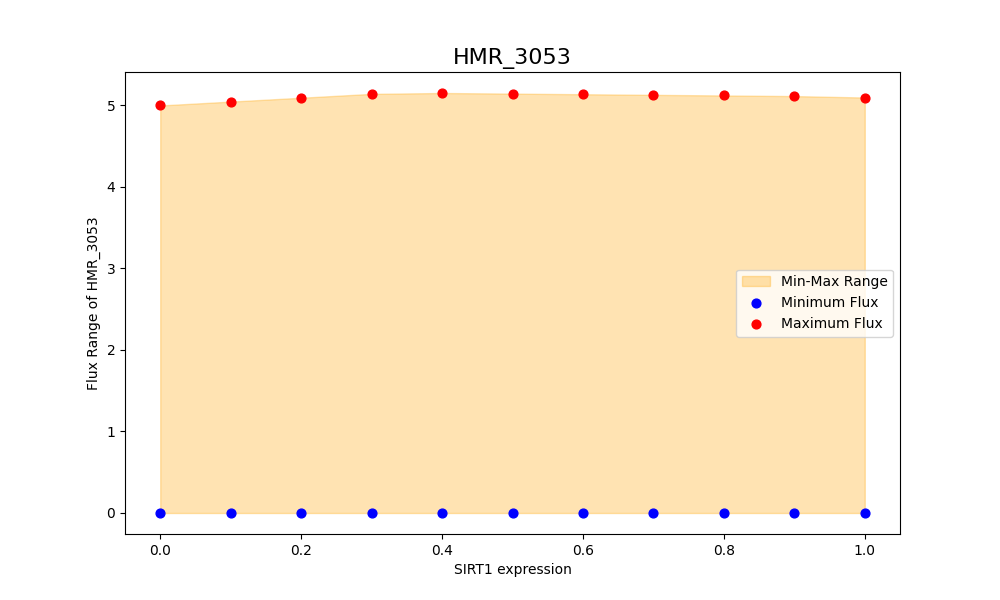 HMR_3053
Flux Range of HMR_3053
5
4
3
2
1
0
Min-Max Range
Minimum Flux
Maximum Flux
0.0 0.2 0.4 0.6 0.8 1.0
SIRT1 expression